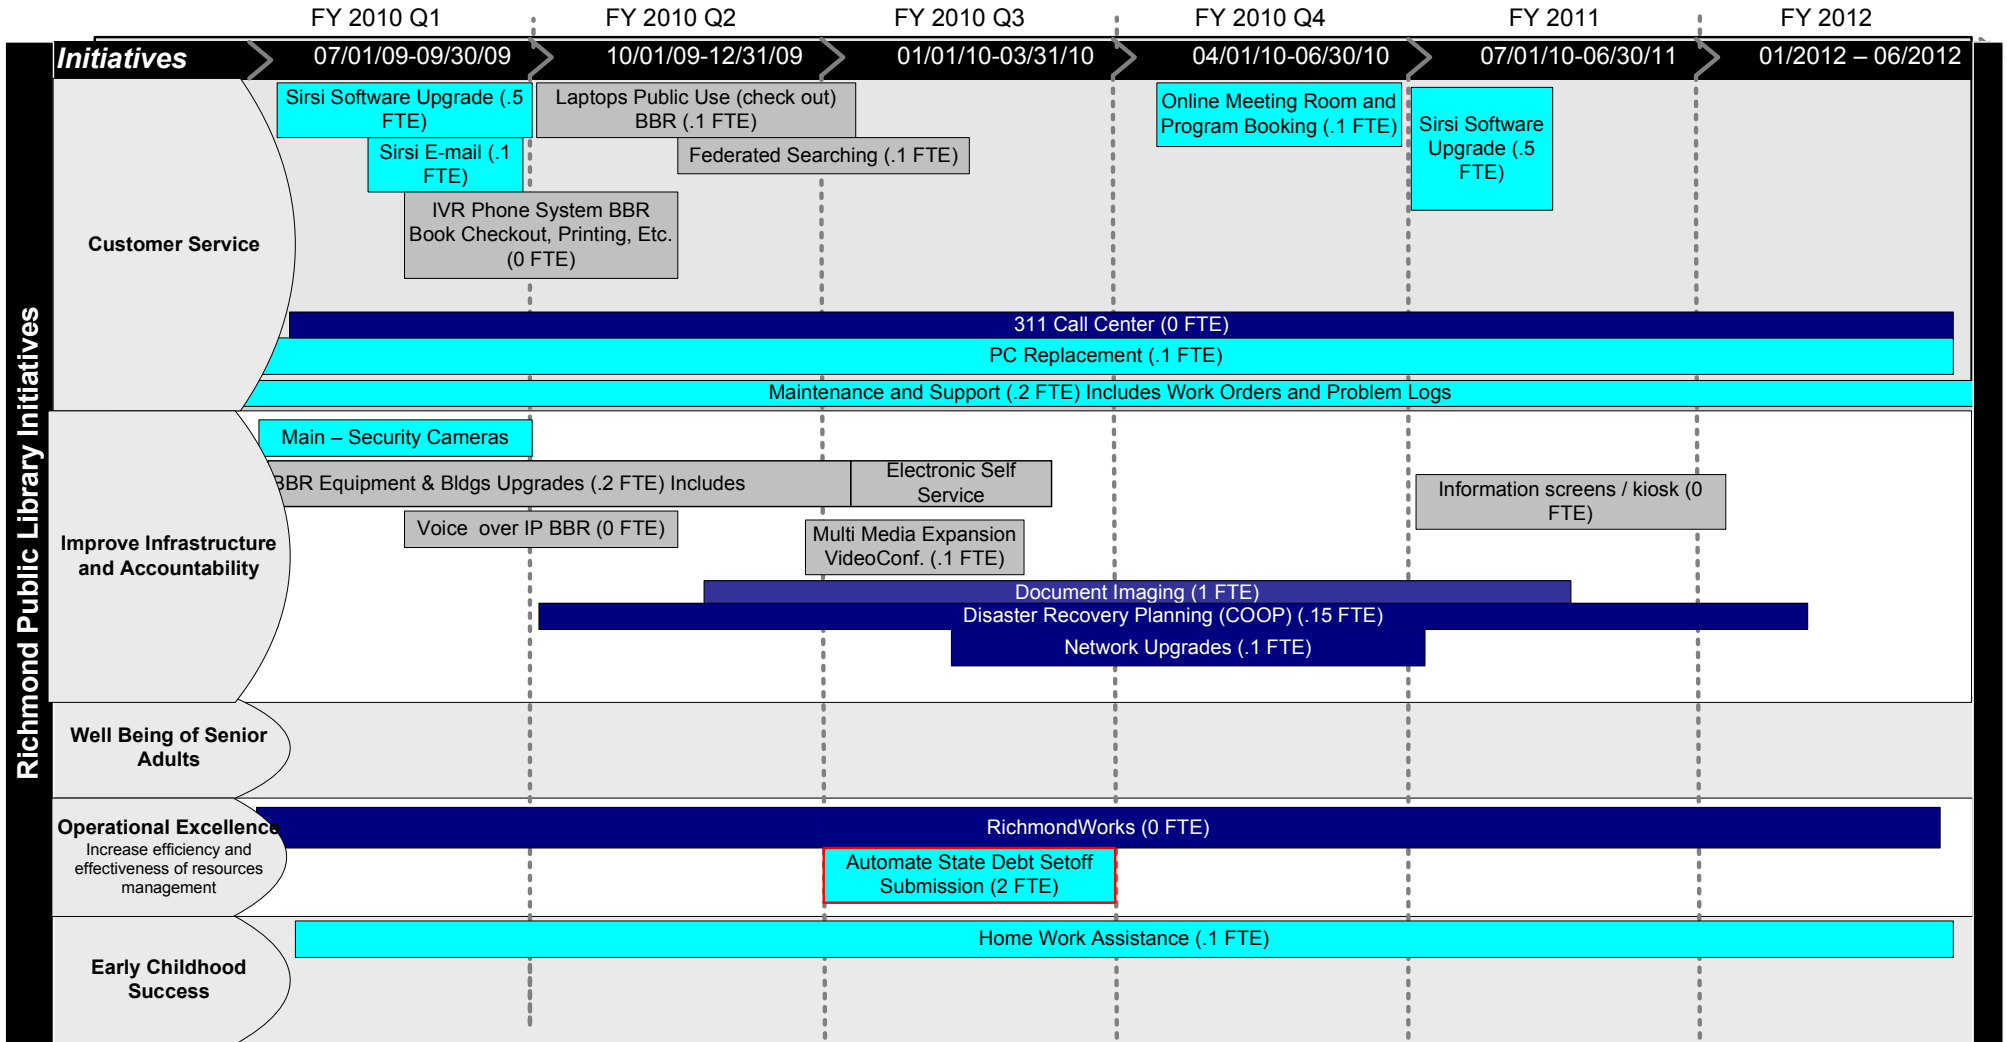 FY 2010 Q1
FY 2010 Q2
FY 2010 Q3
FY 2010 Q4
FY 2011
FY 2012
Initiatives
07/01/09-09/30/09
10/01/09-12/31/09
01/01/10-03/31/10
04/01/10-06/30/10
07/01/10-06/30/11
01/2012 – 06/2012
Richmond Public Library Initiatives
Customer Service
Sirsi Software Upgrade (.5
FTE)
Laptops Public Use (check out)
BBR (.1 FTE)
Online Meeting Room and
Program Booking (.1 FTE)
Sirsi Software
Upgrade (.5
FTE)
Sirsi E-mail (.1
FTE)
Federated Searching (.1 FTE)
IVR Phone System BBR
Book Checkout, Printing, Etc.
(0 FTE)
311 Call Center (0 FTE)
PC Replacement (.1 FTE)
Maintenance and Support (.2 FTE) Includes Work Orders and Problem Logs
Improve Infrastructure
and Accountability
Main – Security Cameras
BBR Equipment & Bldgs Upgrades (.2 FTE) Includes
Electronic Self
Service
Information screens / kiosk (0
FTE)
Voice  over IP BBR (0 FTE)
Multi Media Expansion
VideoConf. (.1 FTE)
Document Imaging (1 FTE)
Disaster Recovery Planning (COOP) (.15 FTE)
Network Upgrades (.1 FTE)
Well Being of Senior
Adults
Operational Excellence
Increase efficiency and
effectiveness of resources
management
RichmondWorks (0 FTE)
Automate State Debt Setoff
Submission (2 FTE)
Early Childhood
Success
Home Work Assistance (.1 FTE)